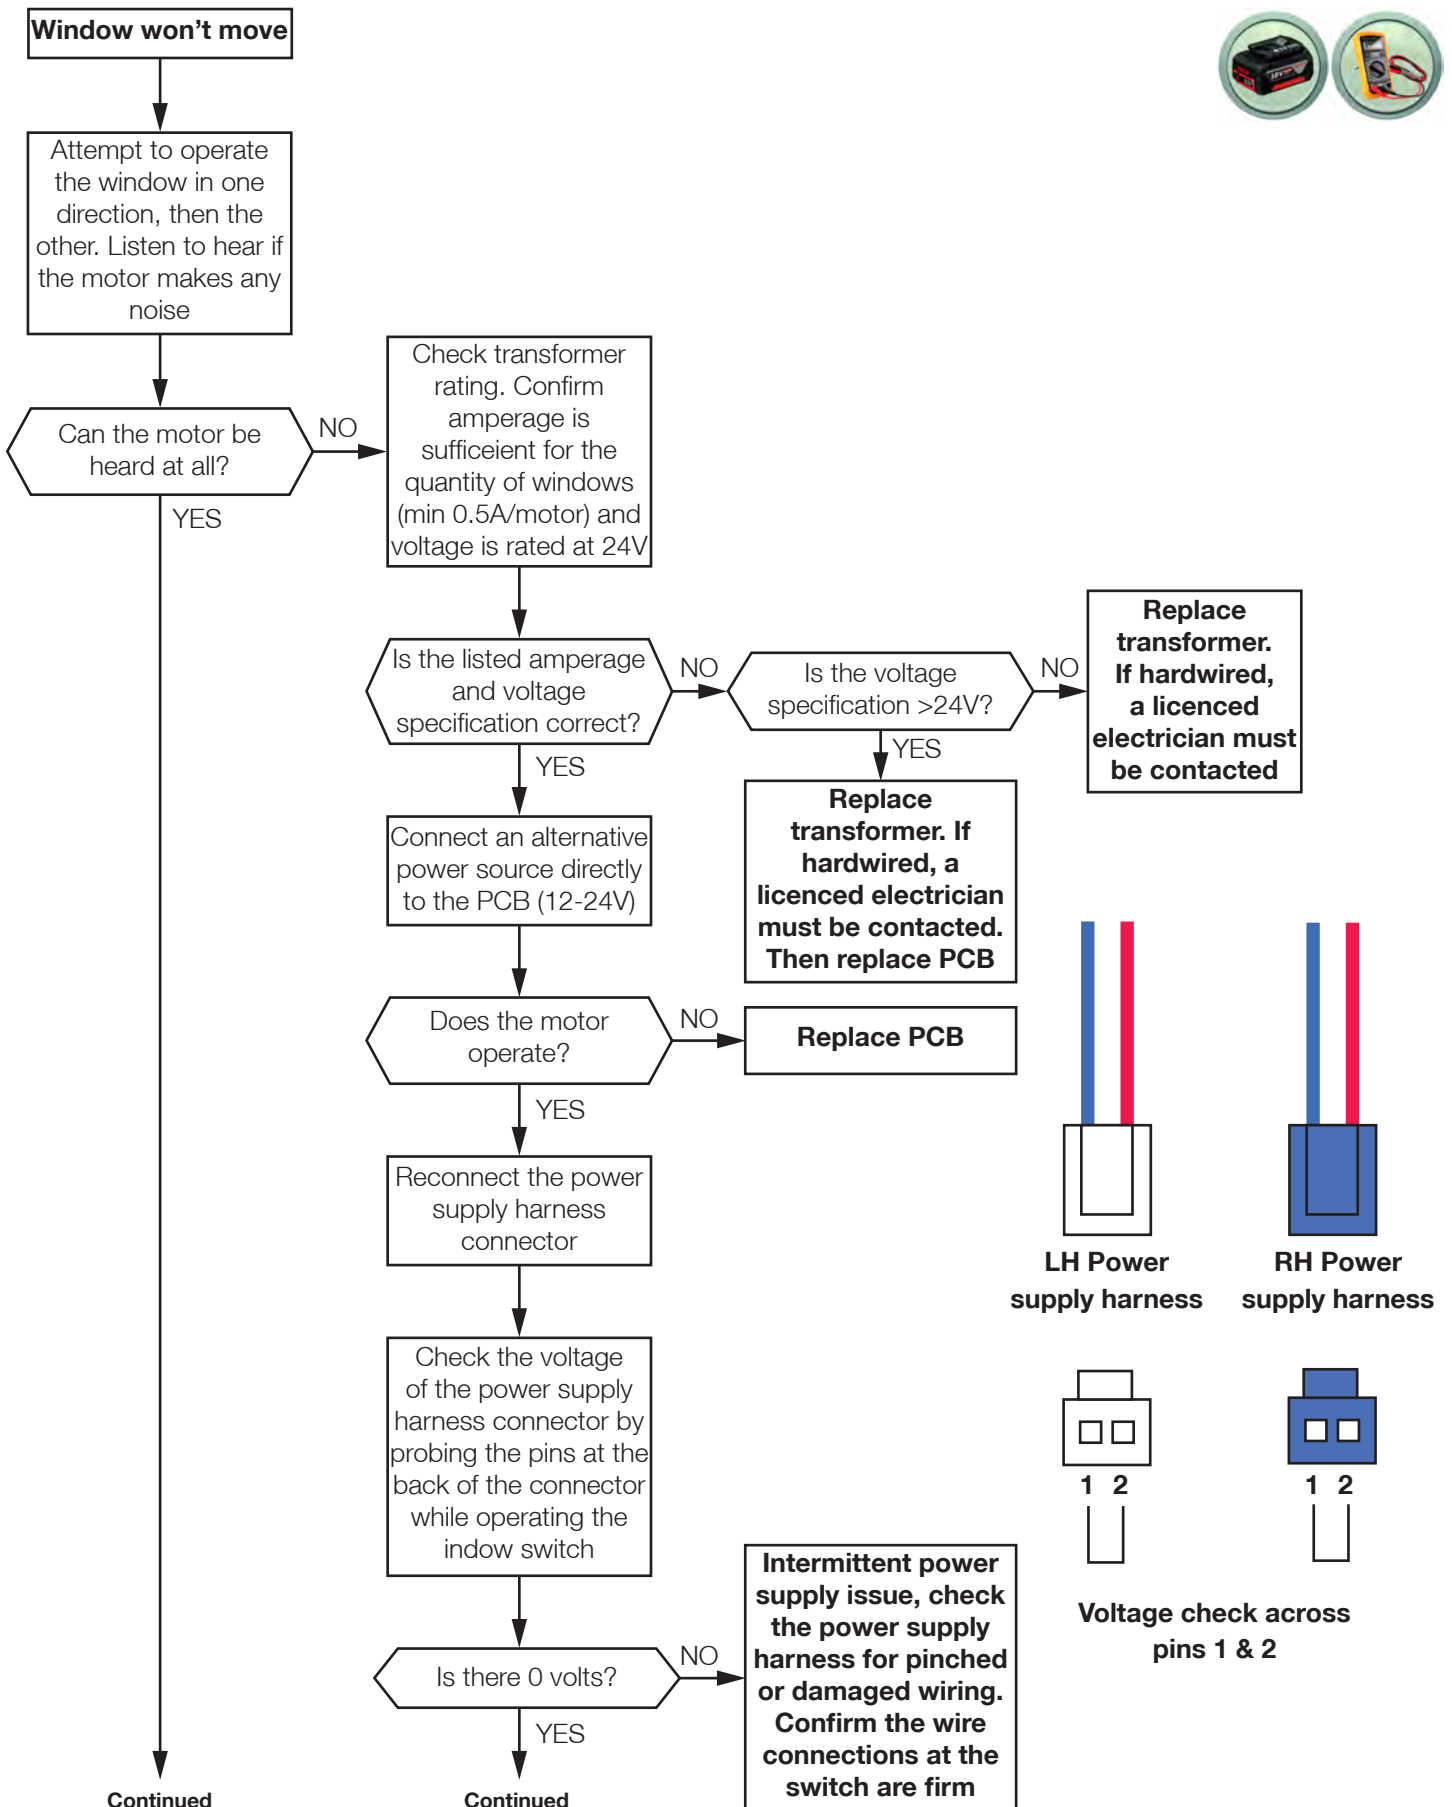 Window won't move
Attempt to operate
the window in one
direction, then the
other. Listen to hear if
the motor makes any
noise
Can the motor be
heard at all?
NO
YES
Check transformer
rating. Confirm
amperage is
sufficeient for the
quantity of windows
(min 0.5A/motor) and
voltage is rated at 24V
Is the listed amperage
and voltage
specification correct?
NO
YES
Is the voltage
specification >24V?
NO
YES
Replace
transformer.
If hardwired,
a licenced
electrician must
be contacted
Replace
transformer. If
hardwired, a
licenced electrician
must be contacted.
Then replace PCB
Connect an alternative
power source directly
to the PCB (12-24V)
Does the motor
operate?
NO
YES
Replace PCB
Reconnect the power
supply harness
connector
Check the voltage
of the power supply
harness connector by
probing the pins at the
back of the connector
while operating the
indow switch
Is there 0 volts?
NO
YES
Intermittent power
supply issue, check
the power supply
harness for pinched
or damaged wiring.
Confirm the wire
connections at the
switch are firm
LH Power
supply harness
RH Power
supply harness
1 2
1 2
Voltage check across
pins 1 & 2
Continued
Continued